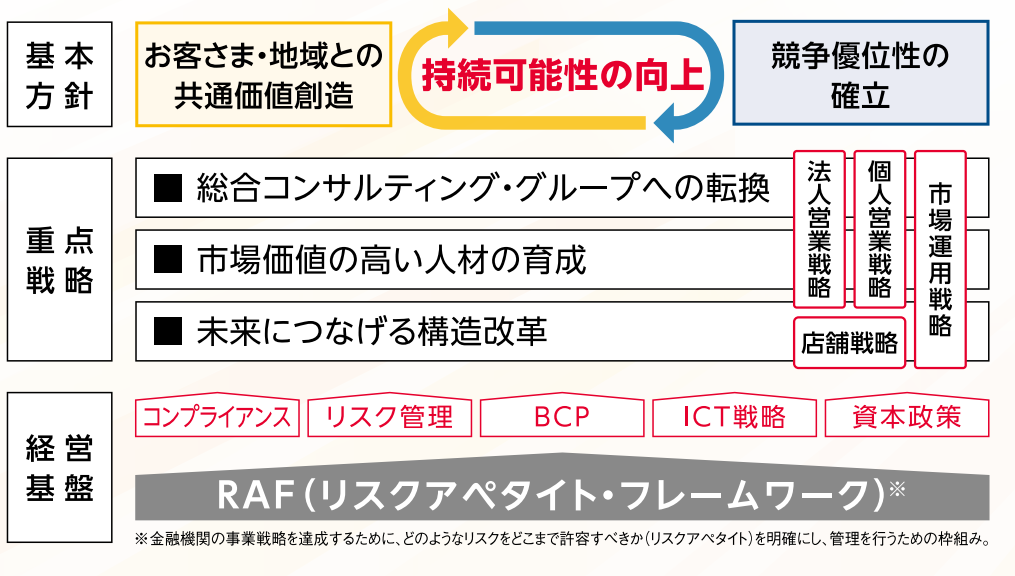 基本
方針
お客さま・地域との
共通価値創造
持続可能性の向上
競争優位性の
確立
重点
戦略
■ 総合コンサルティング・グループへの転換
■ 市場価値の高い人材の育成
■ 未来につなげる構造改革
法人営業戦略
個人営業戦略
市場運用戦略
店舗戦略
経営
基盤
コンプライアンス
リスク管理
BCP
ICT戦略
資本政策
RAF(リスクアペタイト・フレームワーク)※
※金融機関の事業戦略を達成するために、どのようなリスクをどこまで許容すべきか(リスクアペタイト)を明確にし、管理を行うための枠組み。